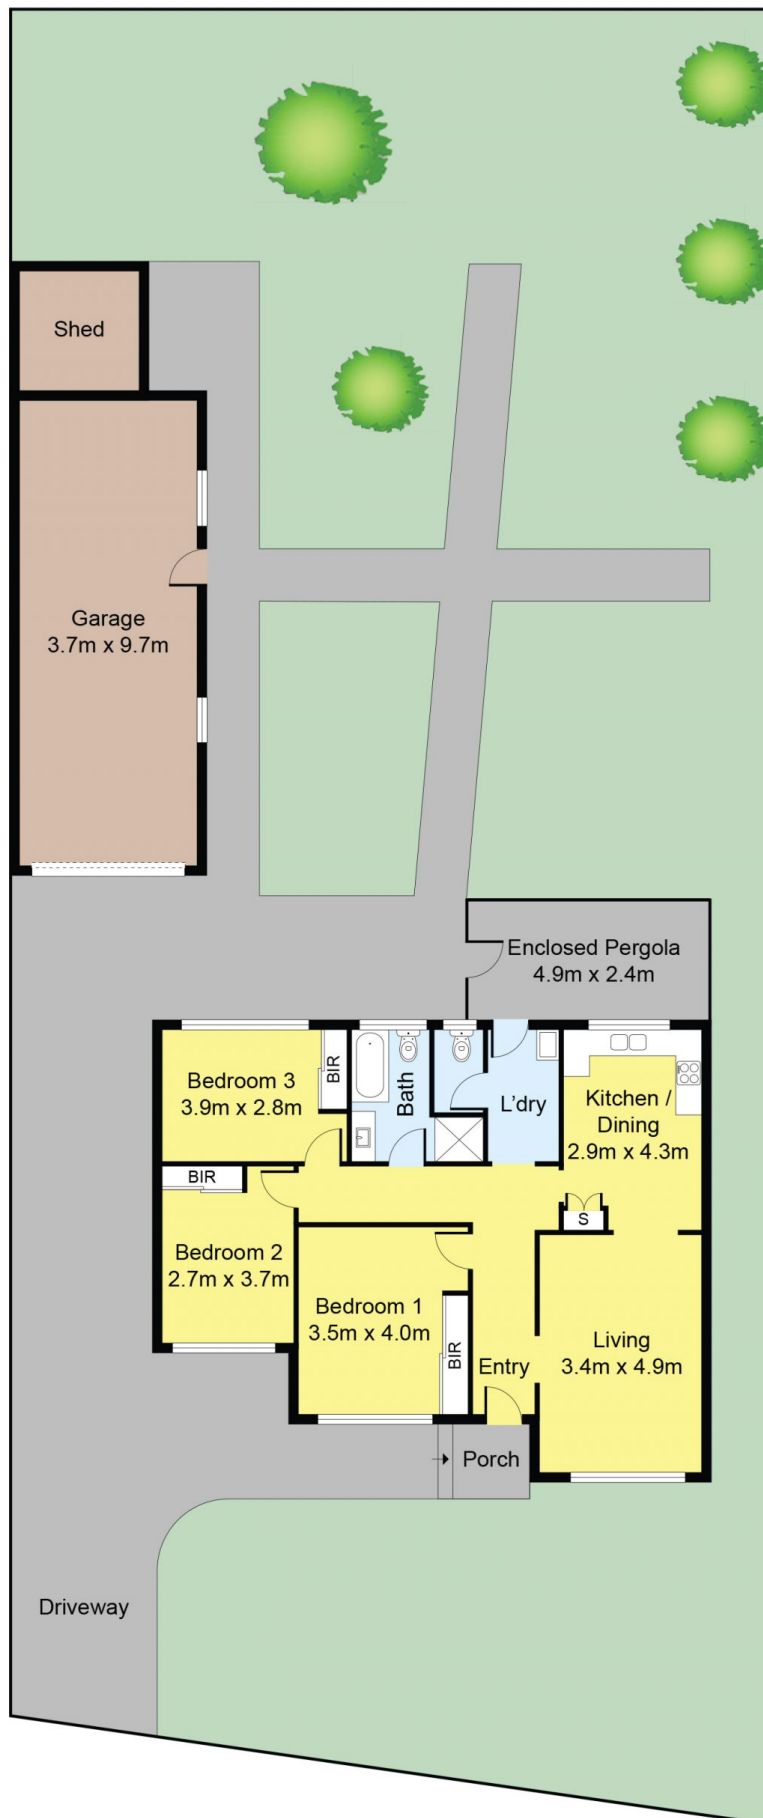 Shed
Garage
3.7m x 9.7m
Enclosed Pergola
4.9m x 2.4m
Bedroom 3
3.9m x 2.8m
BIR
Bath
L'dry
Kitchen /
Dining
2.9m x 4.3m
BIR
S
Bedroom 2
2.7m x 3.7m
Bedroom 1
3.5m x 4.0m
BIR
Entry
Living
3.4m x 4.9m
Porch
Driveway